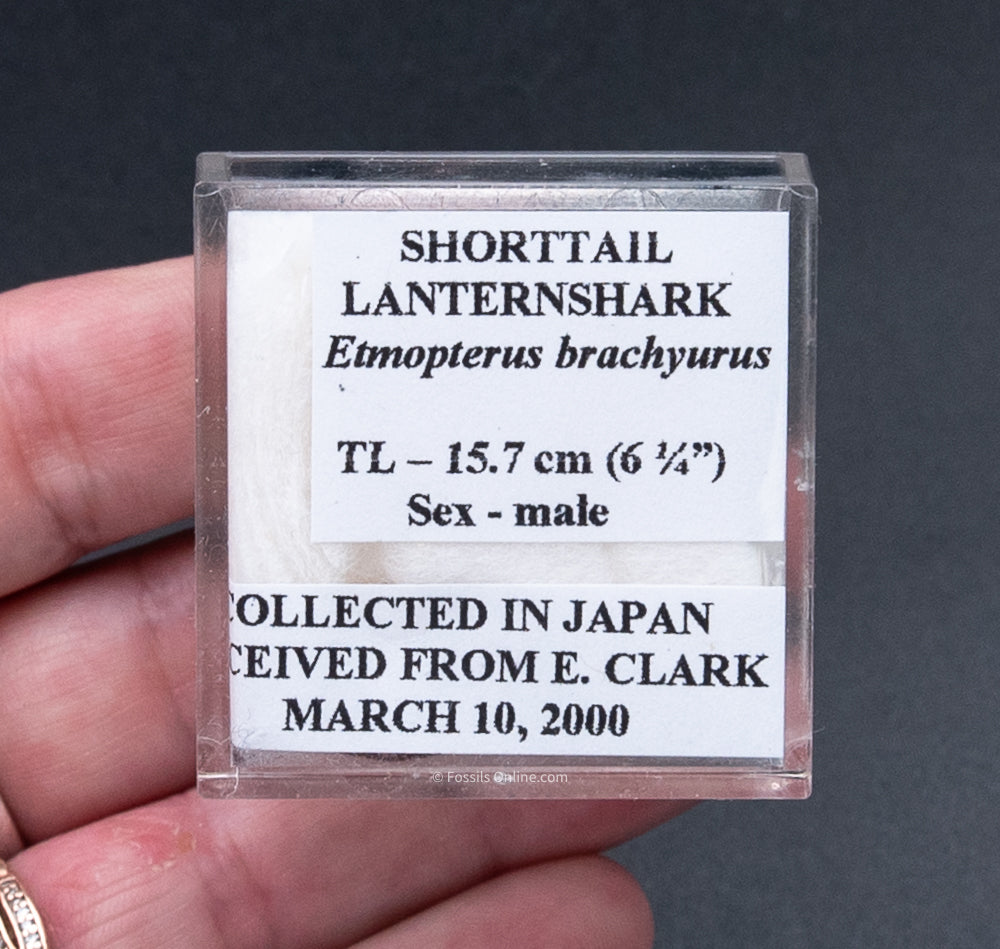 SHORTTAIL
LANTERNSHARK
Etmopterus brachyurus
TL – 15.7 cm (6 ¼”)
Sex - male
COLLECTED IN JAPAN
CEIVED FROM E. CLARK
MARCH 10, 2000
© Fossils Online.com